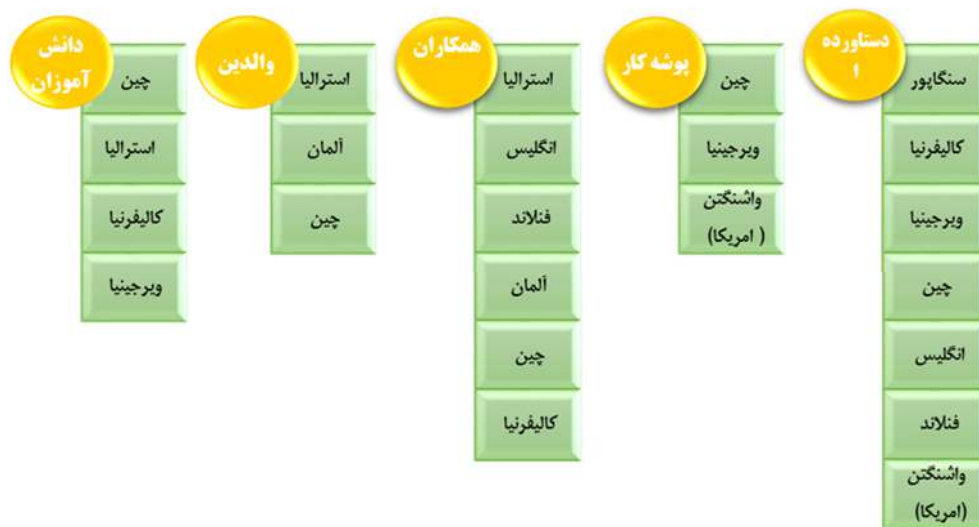 دستاورده
ا
سنگاپور
کالیفرنیا
ویرجینیا
چین
انگلیس
فنلاند
واشنگتن
(امریکا)
پوشه کار
چین
ویرجینیا
واشنگتن
( امریکا)
همکاران
استرالیا
انگلیس
فنلاند
آلمان
چین
کالیفرنیا
والدین
استرالیا
آلمان
چین
دانش
آموزان
چین
استرالیا
کالیفرنیا
ویرجینیا